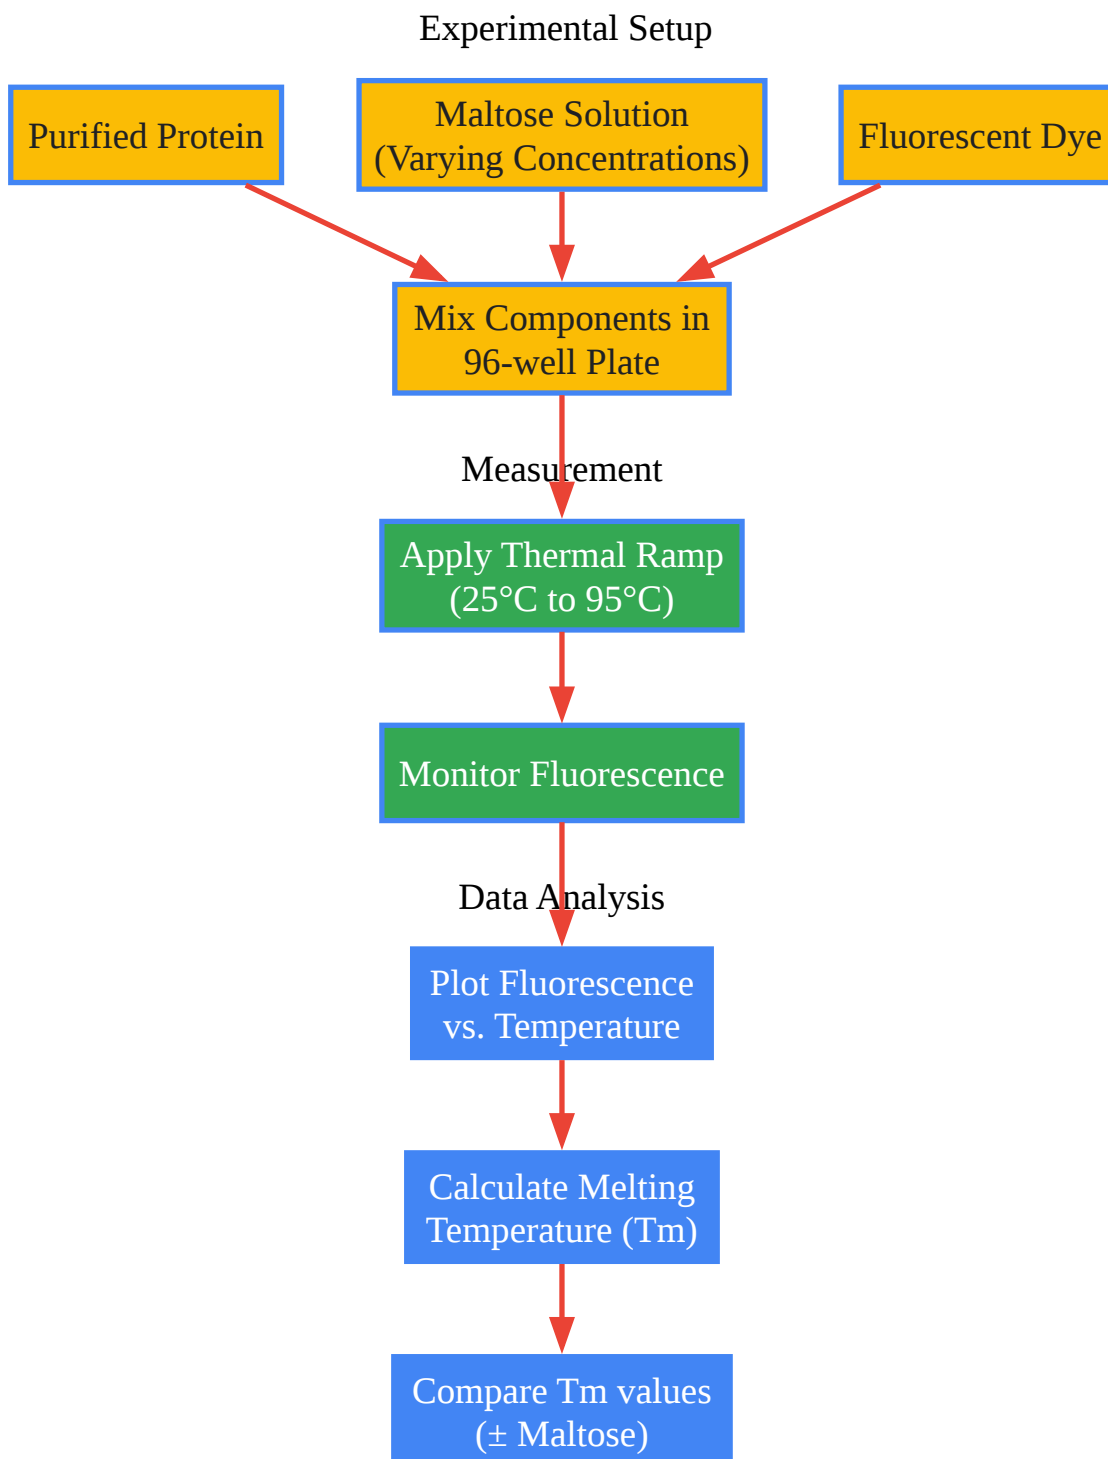 Experimental Setup
Purified Protein
Maltose Solution
(Varying Concentrations)
Fluorescent Dye
Mix Components in
96-well Plate
Measurement
Apply Thermal Ramp
(25°C to 95°C)
Monitor Fluorescence
Data Analysis
Plot Fluorescence
vs. Temperature
Calculate Melting
Temperature (Tm)
Compare Tm values
(± Maltose)